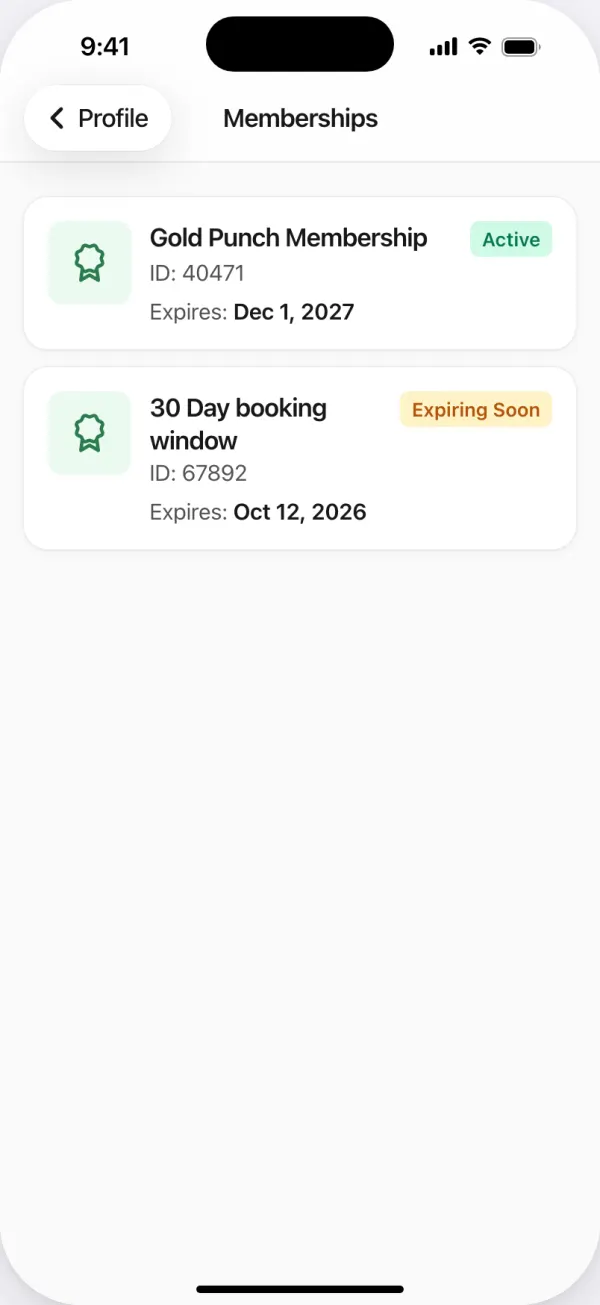 9:41
Profile
Memberships
Gold Punch Membership
Active
ID: 40471
Expires: Dec 1, 2027
30 Day booking
window
Expiring Soon
ID: 67892
Expires: Oct 12, 2026